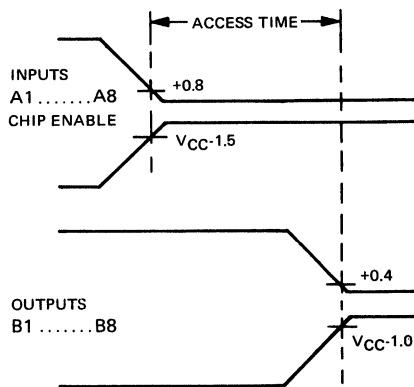 ACCESS TIME
INPUTS
+0.8
A1.......A8
CHIP ENABLE
VCC-1.5
+0.4
OUTPUTS
B1.......B8
VCC-1.0